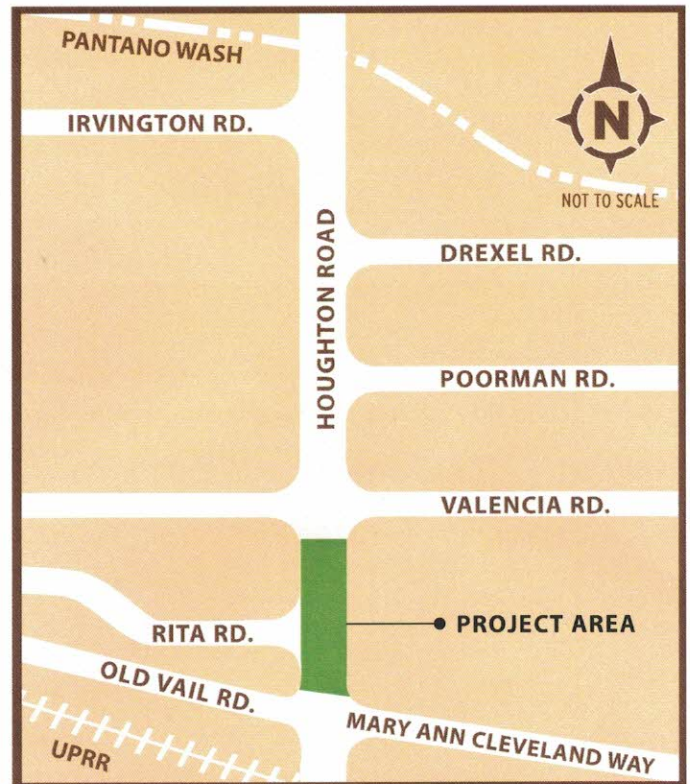 PANTANO WASH
IRVINGTON RD.
N
NOT TO SCALE
HOUGHTON ROAD
DREXEL RD.
POORMAN RD.
VALENCIA RD.
RITA RD.
PROJECT AREA
OLD VAIL RD.
MARY ANN CLEVELAND WAY
UPRR